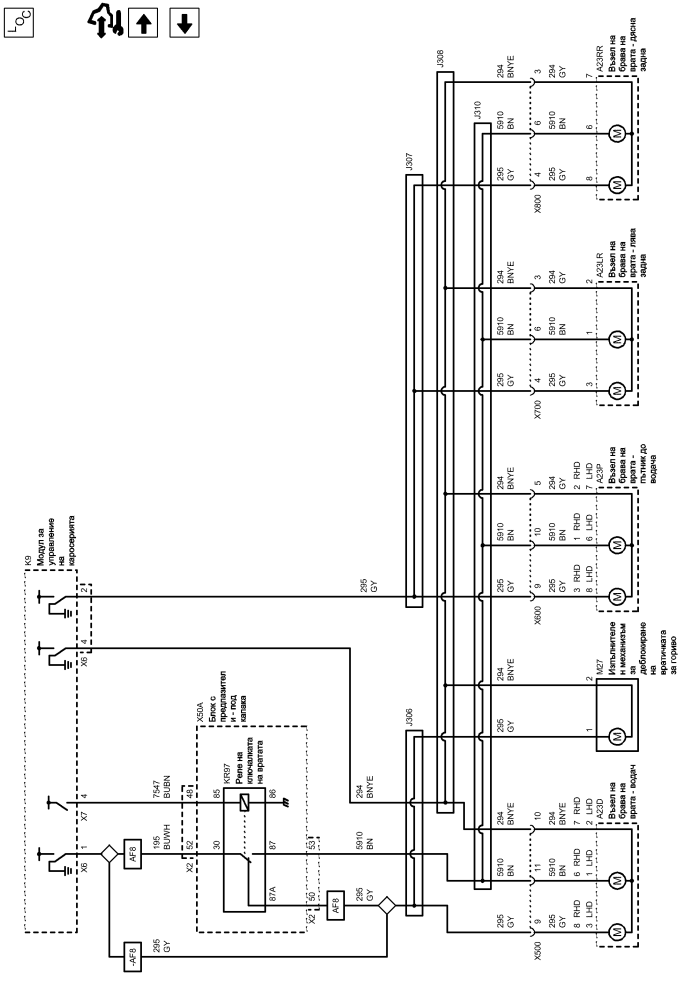 LOC
K9
Модул за
управление
на
каросерията
X6
1
X7
4
X6
4
2
-AF8
295
GY
AF8
195
BU/WH
7547
BU/BN
X2
52
48
X50A
Блок с
предпазител
и - под
капака
KR97
Реле на
ключалката
на вратата
30
85
87A
87
86
X2
50
53
AF8
295
GY
5910
BN
294
BNYE
295
GY
J306
J307
J308
J310
295
GY
5910
BN
294
BNYE
295
GY
294
BNYE
295
GY
5910
BN
294
BNYE
295
GY
5910
BN
294
BNYE
295
GY
5910
BN
294
BNYE
X500
9
11
10
X600
9
10
5
X700
4
6
3
X800
4
6
3
295
GY
5910
BN
294
BNYE
295
GY
5910
BN
294
GY
295
GY
5910
BN
294
GY
295
GY
5910
BN
294
GY
8 RHD
3 LHD
6 RHD
1 LHD
7 RHD
2 LHD
1
2
3 RHD
8 LHD
1 RHD
6 LHD
2 RHD
7 LHD
3
1
2
8
6
7
M
M
M
M
M
M
M
M
M
A23D
Възел на
брава на
врата - водач
M27
Изпълнителе
н механизъм
за
деблокиране
на
вратичката
за гориво
A23P
Възел на
брава на
врата -
пътник до
водача
A23LR
Възел на
брава на
врата - лява
задна
A23RR
Възел на
брава на
врата - дясна
задна